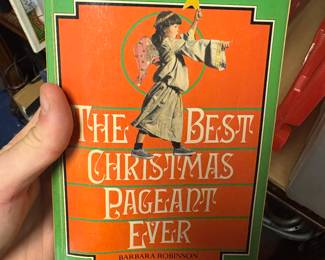 THE BEST
CHRISTMAS
PAGEANT
EVER
BARBARA ROBINSON